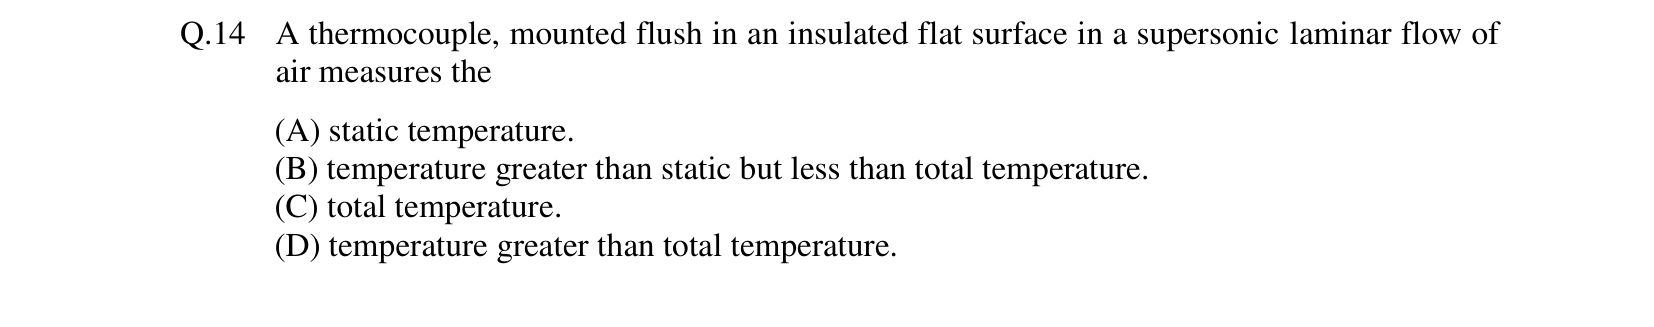 Q.14 A thermocouple, mounted flush in an insulated flat surface in a supersonic laminar flow of
air measures the
(A) static temperature.
(B) temperature greater than static but less than total temperature.
(C) total temperature.
(D) temperature greater than total temperature.